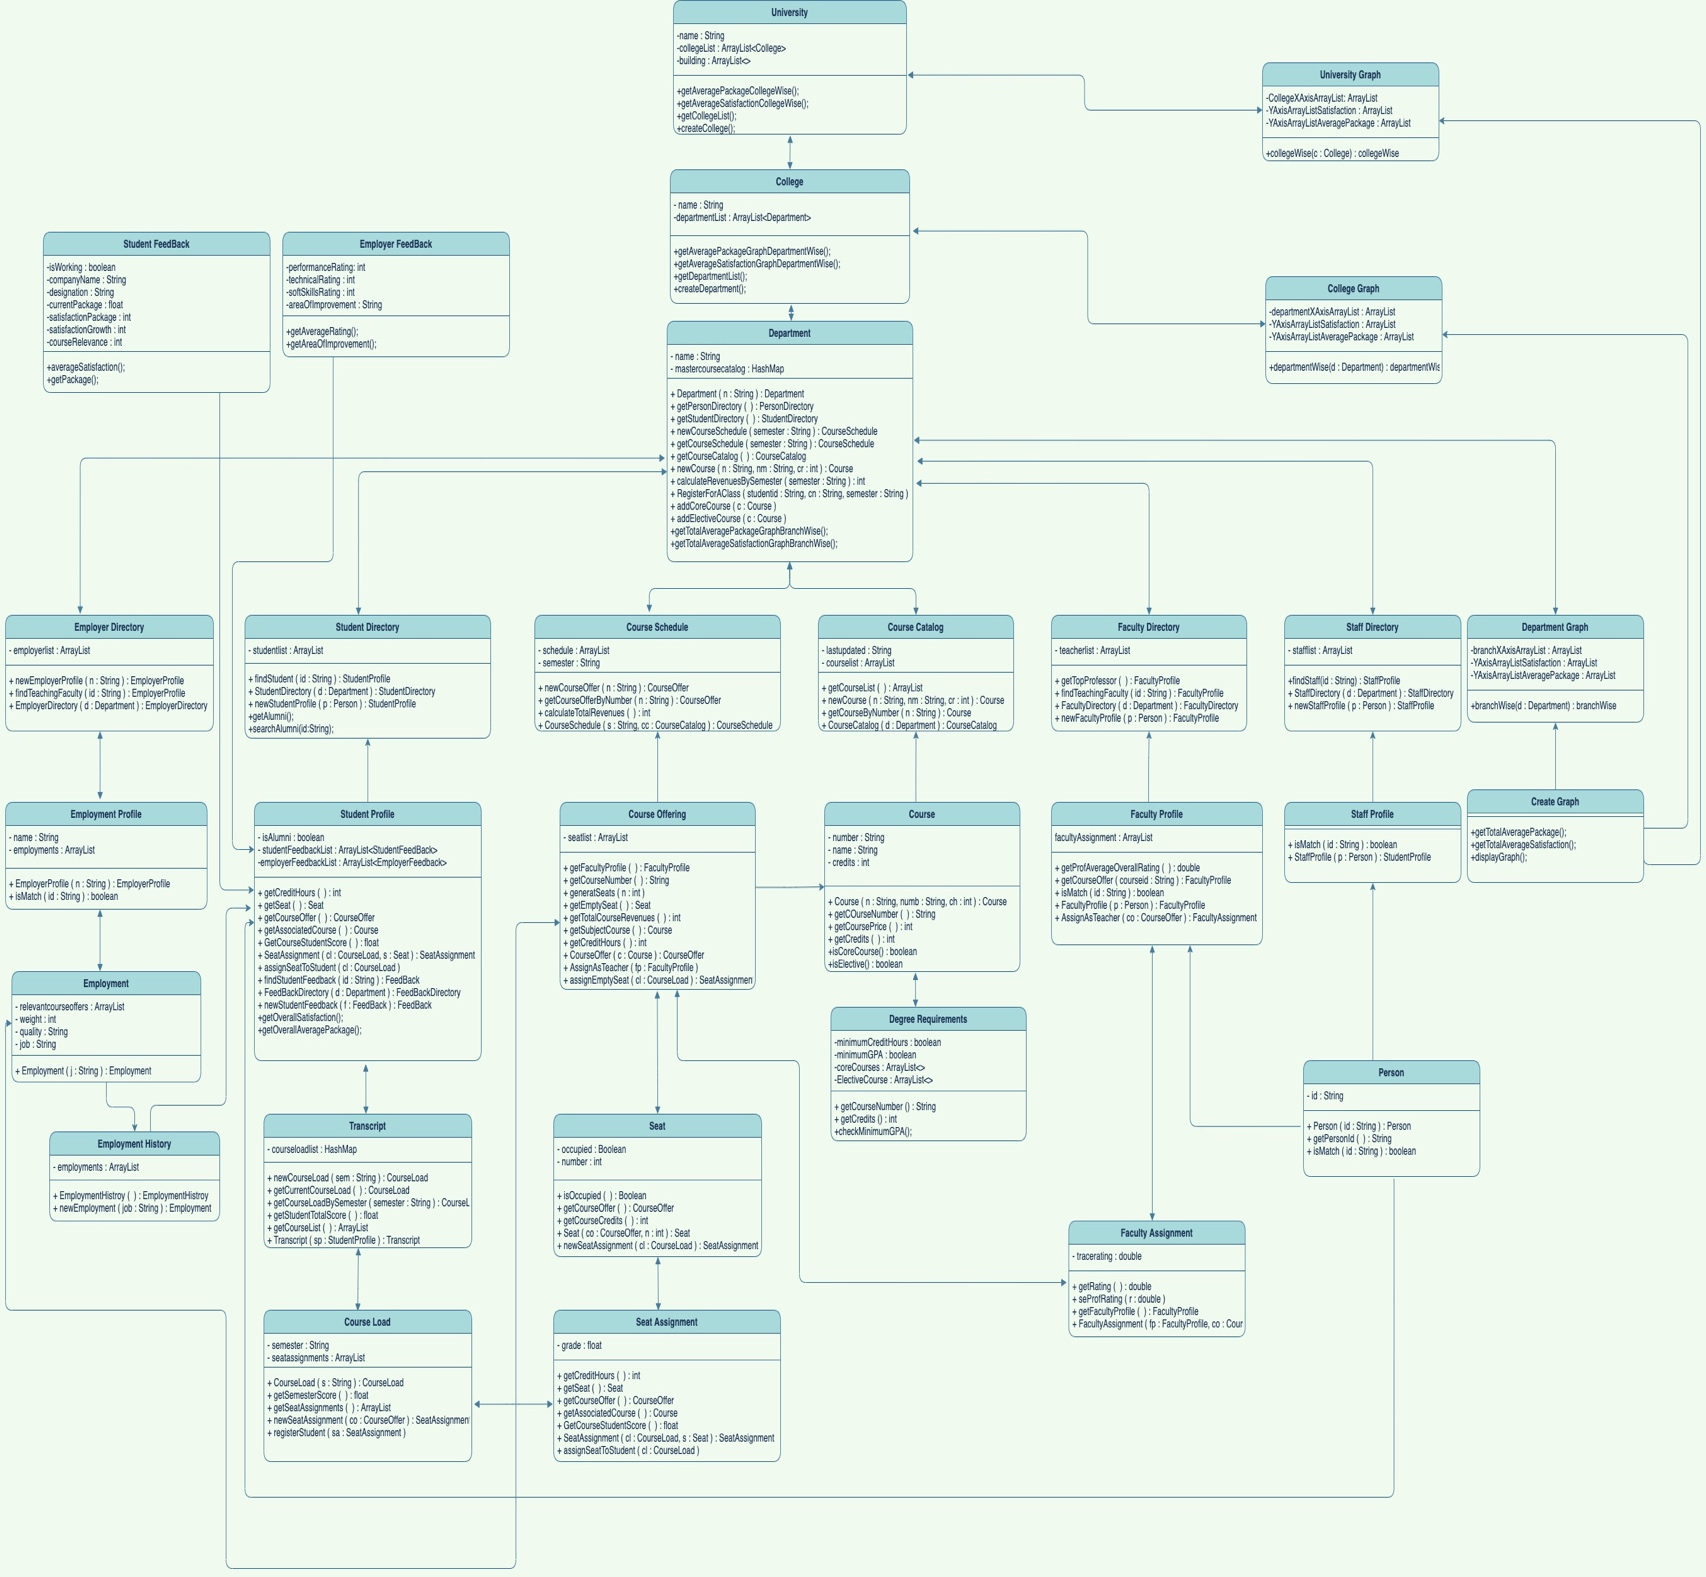 University
-name : String
-collegeList : ArrayList<College>
-building : ArrayList<>
+getAveragePackageCollegeWise();
+getAverageSatisfactionCollegeWise();
+getCollegeList();
+createCollege();
University Graph
-CollegeXAxisArrayList: ArrayList
-YAxisArrayListSatisfaction : ArrayList
-YAxisArrayListAveragePackage : ArrayList
+collegeWise(c : College) : collegeWise
College
- name : String
-departmentList : ArrayList<Department>
+getAveragePackageGraphDepartmentWise();
+getAverageSatisfactionGraphDepartmentWise();
+getDepartmentList();
+createDepartment();
Student FeedBack
-isWorking : boolean
-companyName : String
-designation : String
-currentPackage : float
-satisfactionPackage : int
-satisfactionGrowth : int
-courseRelevance : int
+averageSatisfaction();
+getPackage();
Employer FeedBack
-performanceRating: int
-technicalRating : int
-softSkillsRating : int
-areaOfImprovement : String
+getAverageRating();
+getAreaOfImprovement();
College Graph
-departmentXAxisArrayList : ArrayList
-YAxisArrayListSatisfaction : ArrayList
-YAxisArrayListAveragePackage : ArrayList
+departmentWise(d : Department) : departmentWis
Department
- name : String
- mastercoursecatalog : HashMap
+ Department ( n : String ) : Department
+ getPersonDirectory ( ) : PersonDirectory
+ getStudentDirectory ( ) : StudentDirectory
+ newCourseSchedule ( semester : String ) : CourseSchedule
+ getCourseSchedule ( semester : String ) : CourseSchedule
+ getCourseCatalog ( ) : CourseCatalog
+ newCourse ( n : String, nm : String, cr : int ) : Course
+ calculateRevenuesBySemester ( semester : String ) : int
+ RegisterForAClass ( studentid : String, cn : String, semester : String )
+ addCoreCourse ( c : Course )
+ addElectiveCourse ( c : Course )
+getTotalAveragePackageGraphBranchWise();
+getTotalAverageSatisfactionGraphBranchWise();
Employer Directory
- employerlist : ArrayList
+ newEmployerProfile ( n : String ) : EmployerProfile
+ findTeachingFaculty ( id : String ) : EmployerProfile
+ EmployerDirectory ( d : Department ) : EmployerDirectory
Student Directory
- studentlist : ArrayList
+ findStudent ( id : String ) : StudentProfile
+ StudentDirectory ( d : Department ) : StudentDirectory
+ newStudentProfile ( p : Person ) : StudentProfile
+getAlumni();
+searchAlumni(id:String);
Course Schedule
- schedule : ArrayList
- semester : String
+ newCourseOffer ( n : String ) : CourseOffer
+ getCourseOfferByNumber ( n : String ) : CourseOffer
+ calculateTotalRevenues ( ) : int
+ CourseSchedule ( s : String, cc : CourseCatalog ) : CourseSchedule
Course Catalog
- lastupdated : String
- courselist : ArrayList
+ getCourseList ( ) : ArrayList
+ newCourse ( n : String, nm : String, cr : int ) : Course
+ getCourseByNumber ( n : String ) : Course
+ CourseCatalog ( d : Department ) : CourseCatalog
Faculty Directory
- teacherlist : ArrayList
+ getTopProfessor ( ) : FacultyProfile
+ findTeachingFaculty ( id : String ) : FacultyProfile
+ FacultyDirectory ( d : Department ) : FacultyDirectory
+ newFacultyProfile ( p : Person ) : FacultyProfile
Staff Directory
- stafflist : ArrayList
+findStaff(id : String) : StaffProfile
+ StaffDirectory ( d : Department ) : StaffDirectory
+ newStaffProfile ( p : Person ) : StaffProfile
Department Graph
-branchXAxisArrayList : ArrayList
-YAxisArrayListSatisfaction : ArrayList
-YAxisArrayListAveragePackage : ArrayList
+branchWise(d : Department) : branchWise
Employment Profile
- name : String
- employments : ArrayList
+ EmployerProfile ( n : String ) : EmployerProfile
+ isMatch ( id : String ) : boolean
Student Profile
- isAlumni : boolean
- studentFeedbackList : ArrayList<StudentFeedBack>
-employerFeedbackList : ArrayList<EmployerFeedback>
+ getCreditHours ( ) : int
+ getSeat ( ) : Seat
+ getCourseOffer ( ) : CourseOffer
+ getAssociatedCourse ( ) : Course
+ GetCourseStudentScore ( ) : float
+ SeatAssignment ( cl : CourseLoad, s : Seat ) : SeatAssignment
+ assignSeatToStudent ( cl : CourseLoad )
+ findStudentFeedback ( id : String ) : FeedBack
+ FeedBackDirectory ( d : Department ) : FeedBackDirectory
+ newStudentFeedback ( f : FeedBack ) : FeedBack
+getOverallSatisfaction();
+getOverallAveragePackage();
Course Offering
- seatlist : ArrayList
+ getFacultyProfile ( ) : FacultyProfile
+ getCourseNumber ( ) : String
+ generatSeats ( n : int )
+ getEmptySeat ( ) : Seat
+ getTotalCourseRevenues ( ) : int
+ getSubjectCourse ( ) : Course
+ getCreditHours ( ) : int
+ CourseOffer ( c : Course ) : CourseOffer
+ AssignAsTeacher ( fp : FacultyProfile )
+ assignEmptySeat ( cl : CourseLoad ) : SeatAssignmen
Course
- number : String
- name : String
- credits : int
+ Course ( n : String, numb : String, ch : int ) : Course
+ getCOurseNumber ( ) : String
+ getCoursePrice ( ) : int
+ getCredits ( ) : int
+isCoreCourse() : boolean
+isElective() : boolean
Faculty Profile
facultyAssignment : ArrayList
+ getProfAverageOverallRating ( ) : double
+ getCourseOffer ( courseid : String ) : FacultyProfile
+ isMatch ( id : String ) : boolean
+ FacultyProfile ( p : Person ) : FacultyProfile
+ AssignAsTeacher ( co : CourseOffer ) : FacultyAssignment
Staff Profile
+ isMatch ( id : String ) : boolean
+ StaffProfile ( p : Person ) : StudentProfile
Create Graph
+getTotalAveragePackage();
+getTotalAverageSatisfaction();
+displayGraph();
Employment
- relevantcourseoffers : ArrayList
- weight : int
- quality : String
- job : String
+ Employment ( j : String ) : Employment
Degree Requirements
-minimumCreditHours : boolean
-minimumGPA : boolean
-coreCourses : ArrayList<>
-ElectiveCourse : ArrayList<>
+ getCourseNumber () : String
+ getCredits () : int
+checkMinimumGPA();
Person
- id : String
+ Person ( id : String ) : Person
+ getPersonId ( ) : String
+ isMatch ( id : String ) : boolean
Employment History
- employments : ArrayList
+ EmploymentHistroy ( ) : EmploymentHistroy
+ newEmployment ( job : String ) : Employment
Transcript
- courseloadlist : HashMap
+ newCourseLoad ( sem : String ) : CourseLoad
+ getCurrentCourseLoad ( ) : CourseLoad
+ getCourseLoadBySemester ( semester : String ) : CourseL
+ getStudentTotalScore ( ) : float
+ getCourseList ( ) : ArrayList
+ Transcript ( sp : StudentProfile ) : Transcript
Seat
- occupied : Boolean
- number : int
+ isOccupied ( ) : Boolean
+ getCourseOffer ( ) : CourseOffer
+ getCourseCredits ( ) : int
+ Seat ( co : CourseOffer, n : int ) : Seat
+ newSeatAssignment ( cl : CourseLoad ) : SeatAssignment
Faculty Assignment
- tracerating : double
+ getRating ( ) : double
+ seProfRating ( r : double )
+ getFacultyProfile ( ) : FacultyProfile
+ FacultyAssignment ( fp : FacultyProfile, co : Cour
Course Load
- semester : String
- seatassignments : ArrayList
+ CourseLoad ( s : String ) : CourseLoad
+ getSemesterScore ( ) : float
+ getSeatAssignments ( ) : ArrayList
+ newSeatAssignment ( co : CourseOffer ) : SeatAssignmen
+ registerStudent ( sa : SeatAssignment )
Seat Assignment
- grade : float
+ getCreditHours ( ) : int
+ getSeat ( ) : Seat
+ getCourseOffer ( ) : CourseOffer
+ getAssociatedCourse ( ) : Course
+ GetCourseStudentScore ( ) : float
+ SeatAssignment ( cl : CourseLoad, s : Seat ) : SeatAssignment
+ assignSeatToStudent ( cl : CourseLoad )